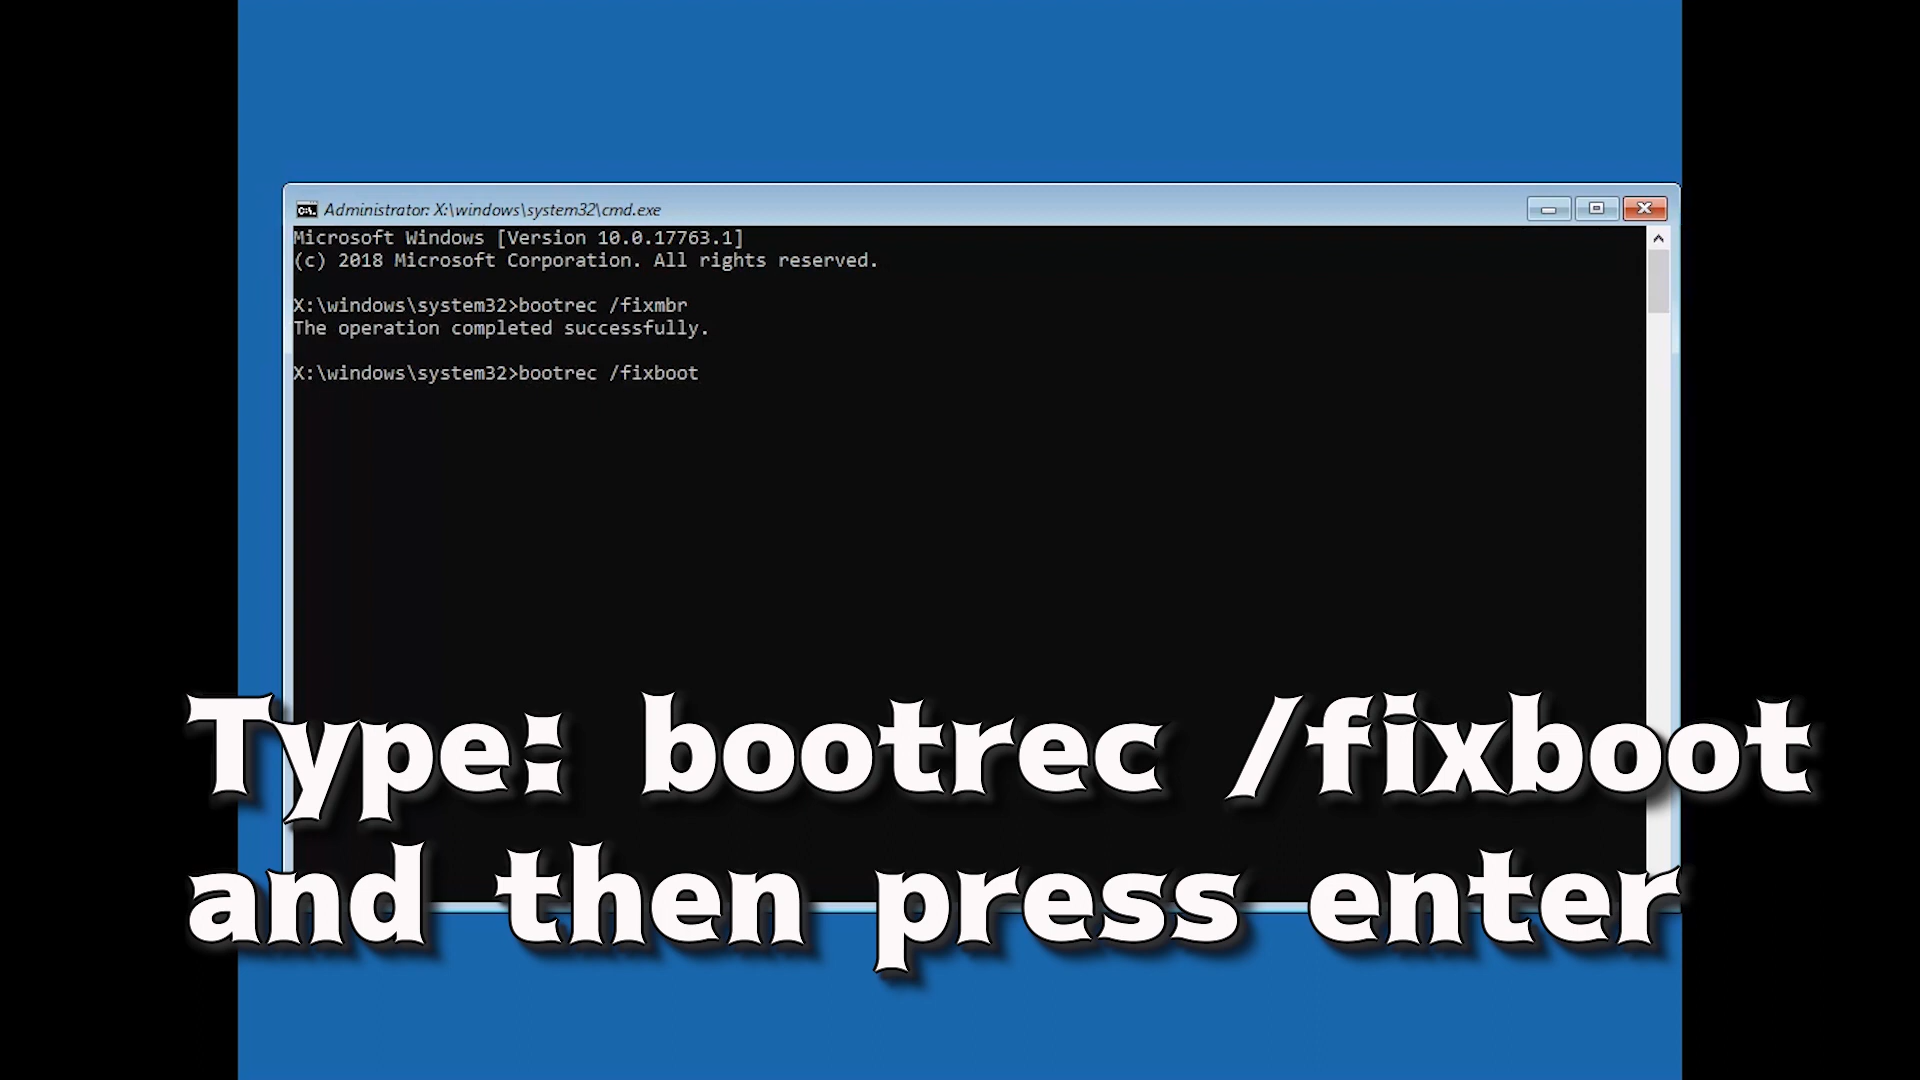 Administrator: X:\windows\system32\cmd.exe
Microsoft Windows [Version 10.0.17763.1]
(c) 2018 Microsoft Corporation. All rights reserved.
X:\windows\system32>bootrec /fixmbr
The operation completed successfully.
X:\windows\system32>bootrec /fixboot
Type: bootrec /fixboot
and then press enter